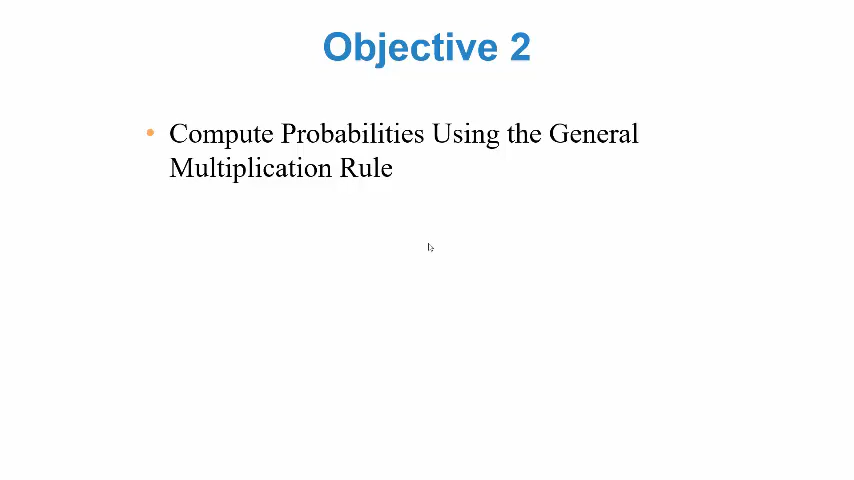 Objective 2
• Compute Probabilities Using the General
Multiplication Rule